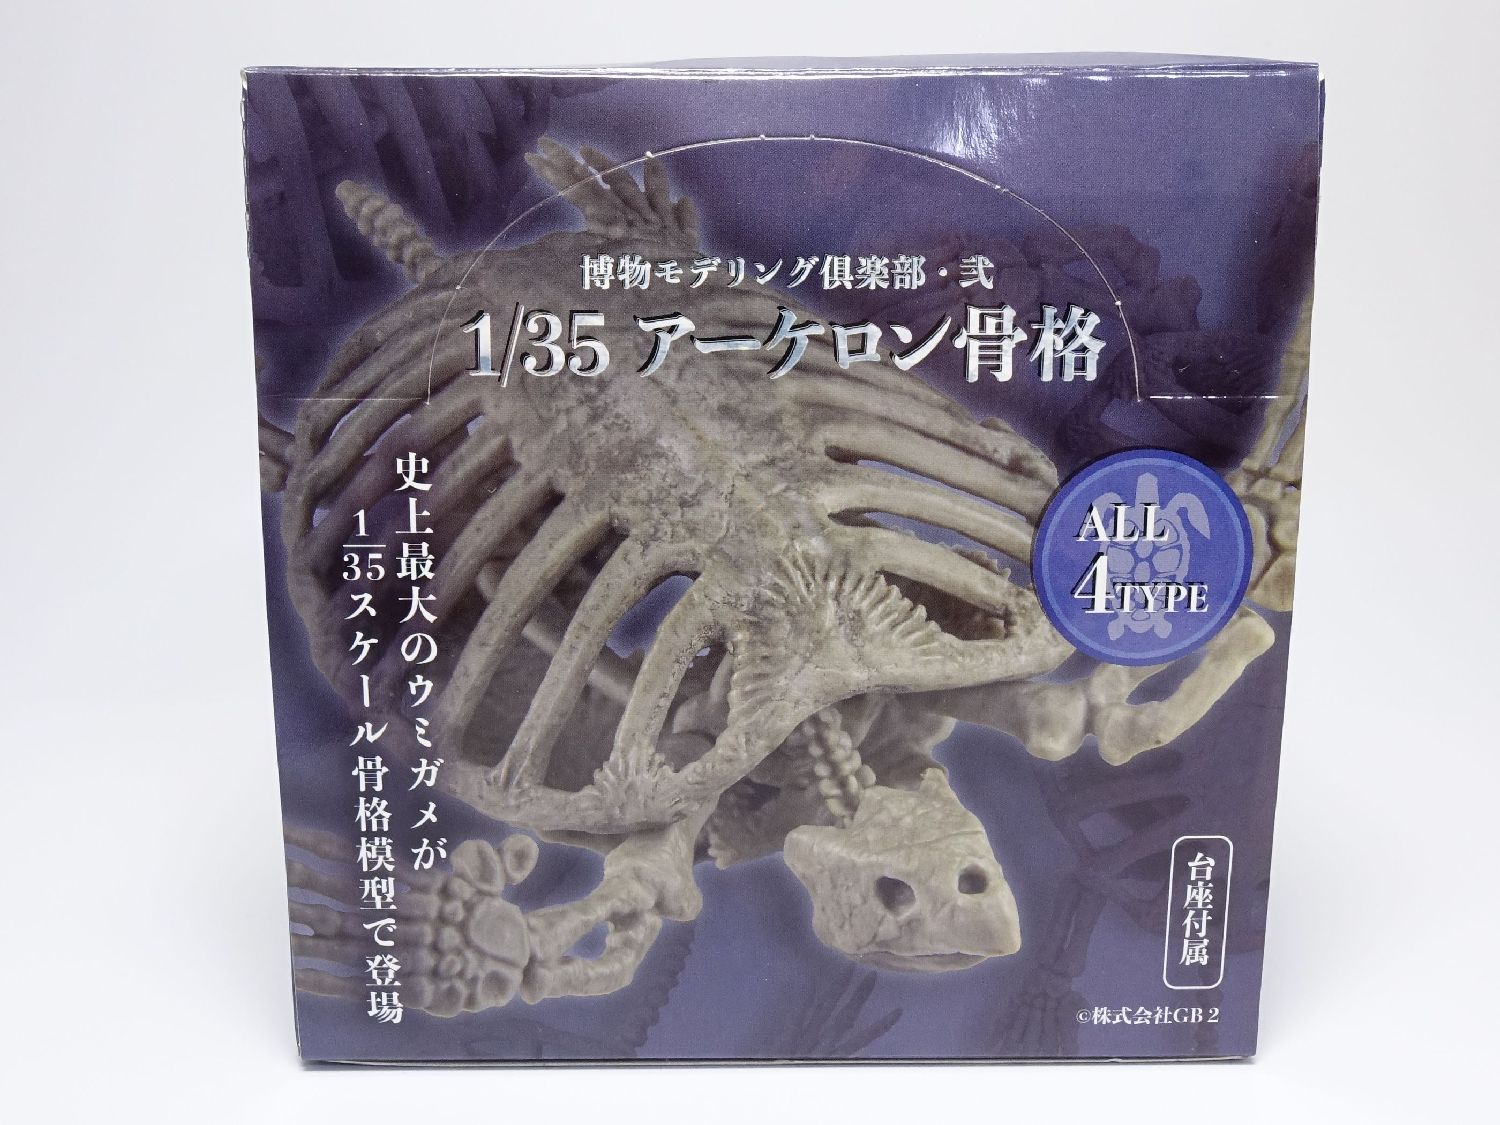 博物モデリング倶楽部・弐
1/35 アーケロン骨格
史上最大のウミガメが
1/35スケール骨格模型で登場
ALL
4TYPE
台座付属
©株式会社GB2